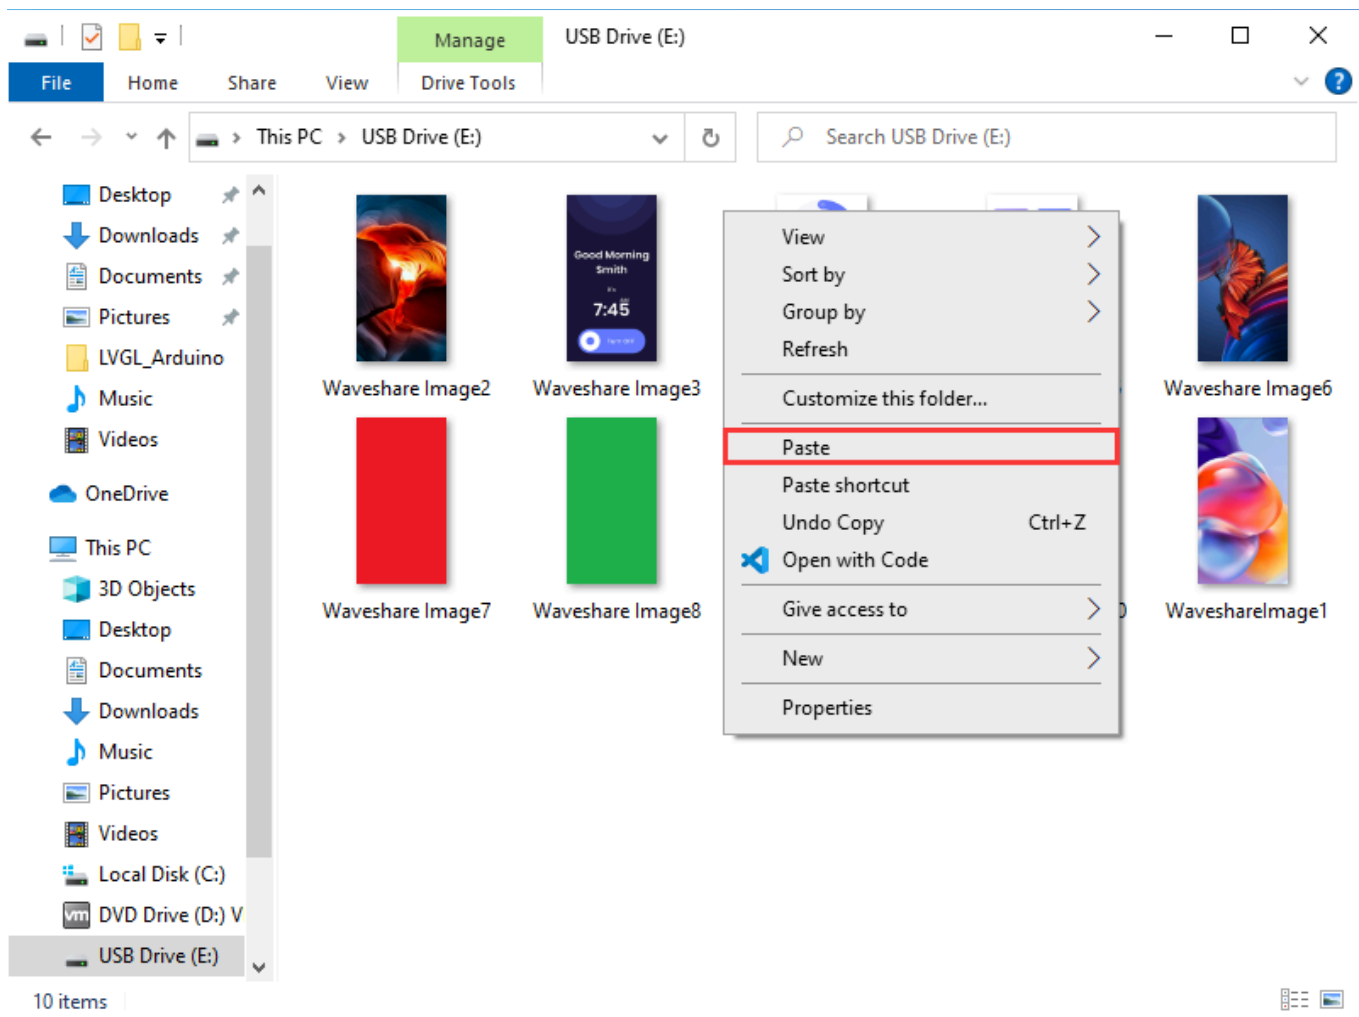 Manage
USB Drive (E:)
File
Home
Share
View
Drive Tools
This PC
USB Drive (E:)
Search USB Drive (E:)
Desktop
Downloads
Documents
Pictures
LVGL_Arduino
Music
Videos
OneDrive
This PC
3D Objects
Desktop
Documents
Downloads
Music
Pictures
Videos
Local Disk (C:)
vm DVD Drive (D:) V
USB Drive (E:)
Good Morning
Smith
7:45
Waveshare Image2
Waveshare Image3
Waveshare Image6
Waveshare Image7
Waveshare Image8
WaveshareImage1
View
Sort by
Group by
Refresh
Customize this folder...
Paste
Paste shortcut
Undo Copy Ctrl+Z
Open with Code
Give access to
New
Properties
10 items